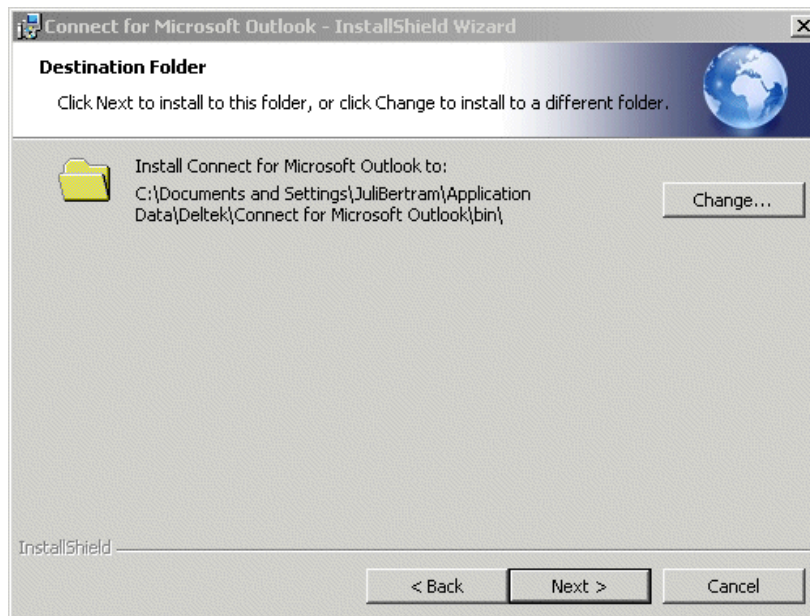 Connect for Microsoft Outlook - InstallShield Wizard
Destination Folder
Click Next to install to this folder, or click Change to install to a different folder.
Install Connect for Microsoft Outlook to:
C:\Documents and Settings\JuliBertram\Application
Data\Deltek\Connect for Microsoft Outlook\bin\
Change...
InstallShield
< Back
Next >
Cancel